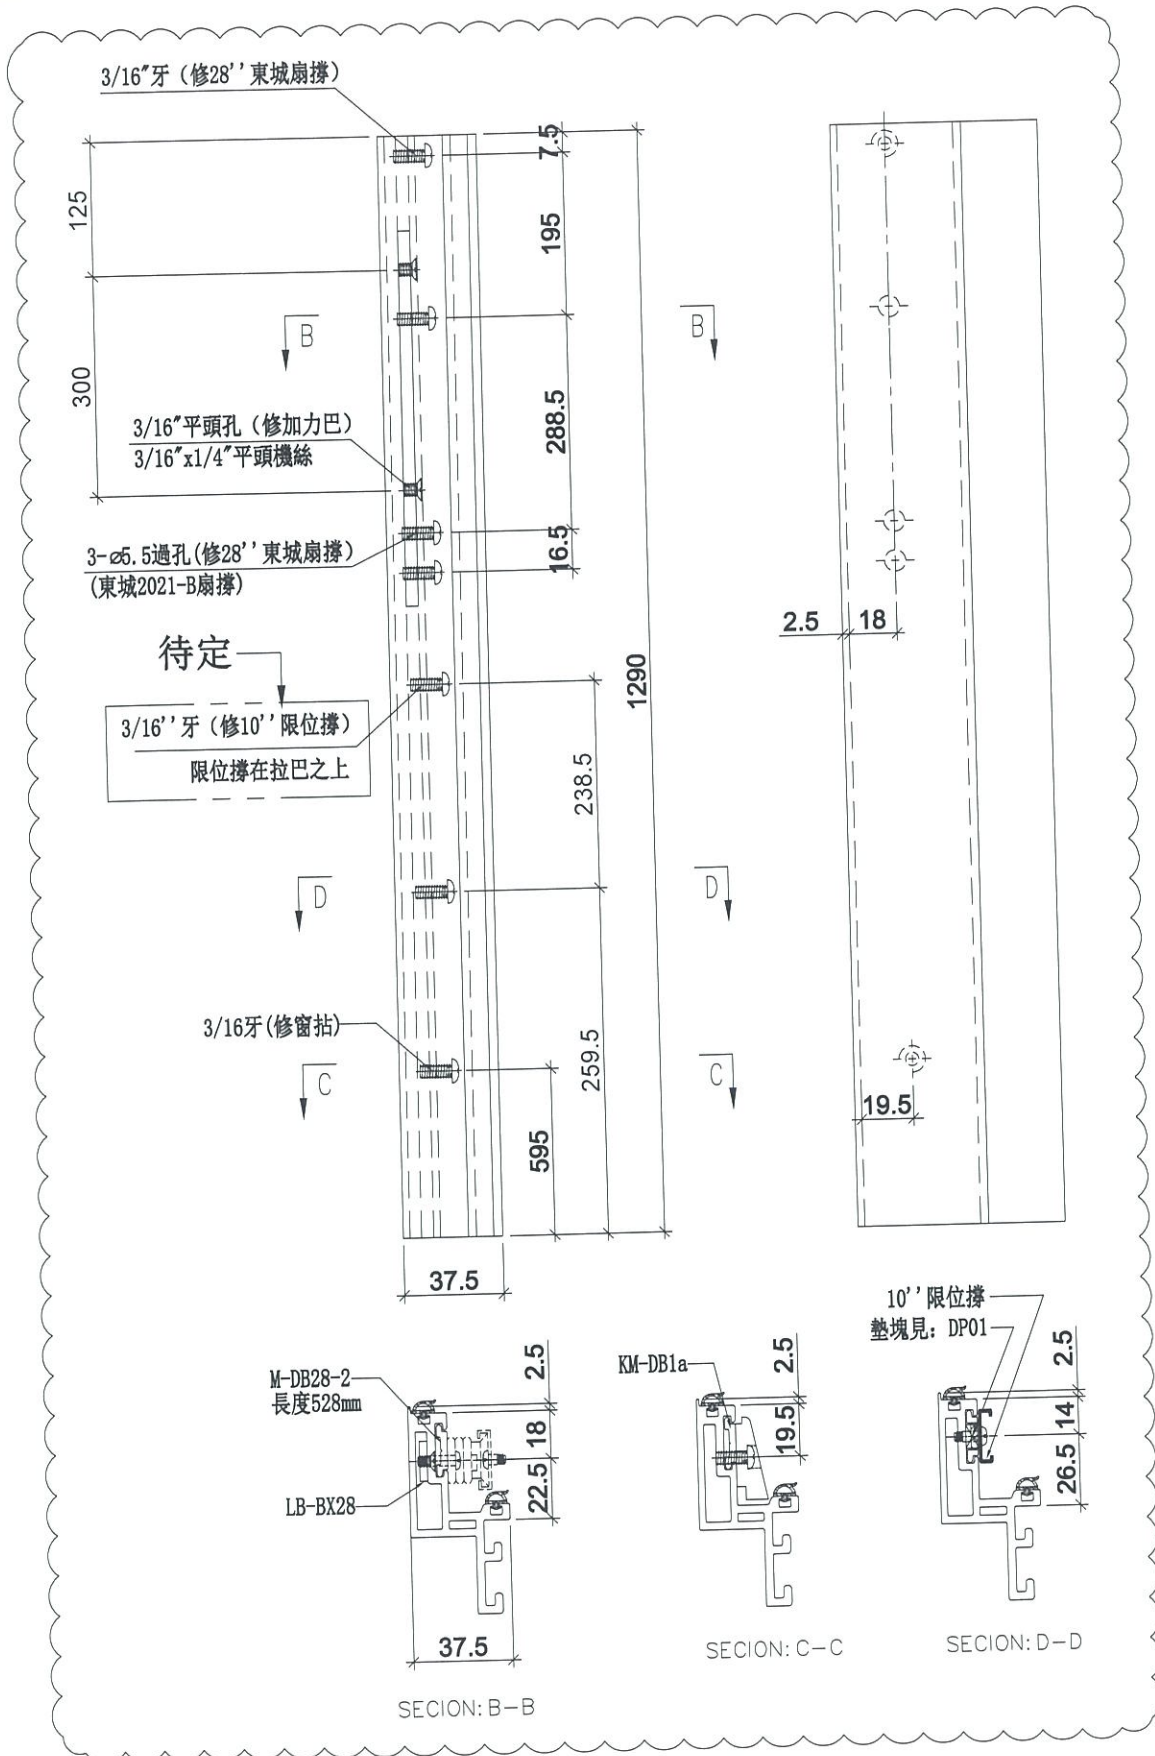 3/16"牙（修28''東城扇撐）
7.5
125
195
B
B
300
288.5
3/16"平頭孔（修加力巴）
3/16"x1/4"平頭機絲
16.5
3-ø5.5過孔(修28''東城扇撐)
(東城2021-B扇撐)
2.5
18
待定
1290
3/16''牙（修10''限位撐）
限位撐在拉巴之上
238.5
D
D
3/16牙(修窗拈)
259.5
C
C
19.5
595
37.5
10''限位撐
墊塊見: DP01
M-DB28-2
長度528mm
2.5
18
22.5
LB-BX28
37.5
SECION: B-B
KM-DB1a
2.5
19.5
SECION: C-C
2.5
14
26.5
SECION: D-D